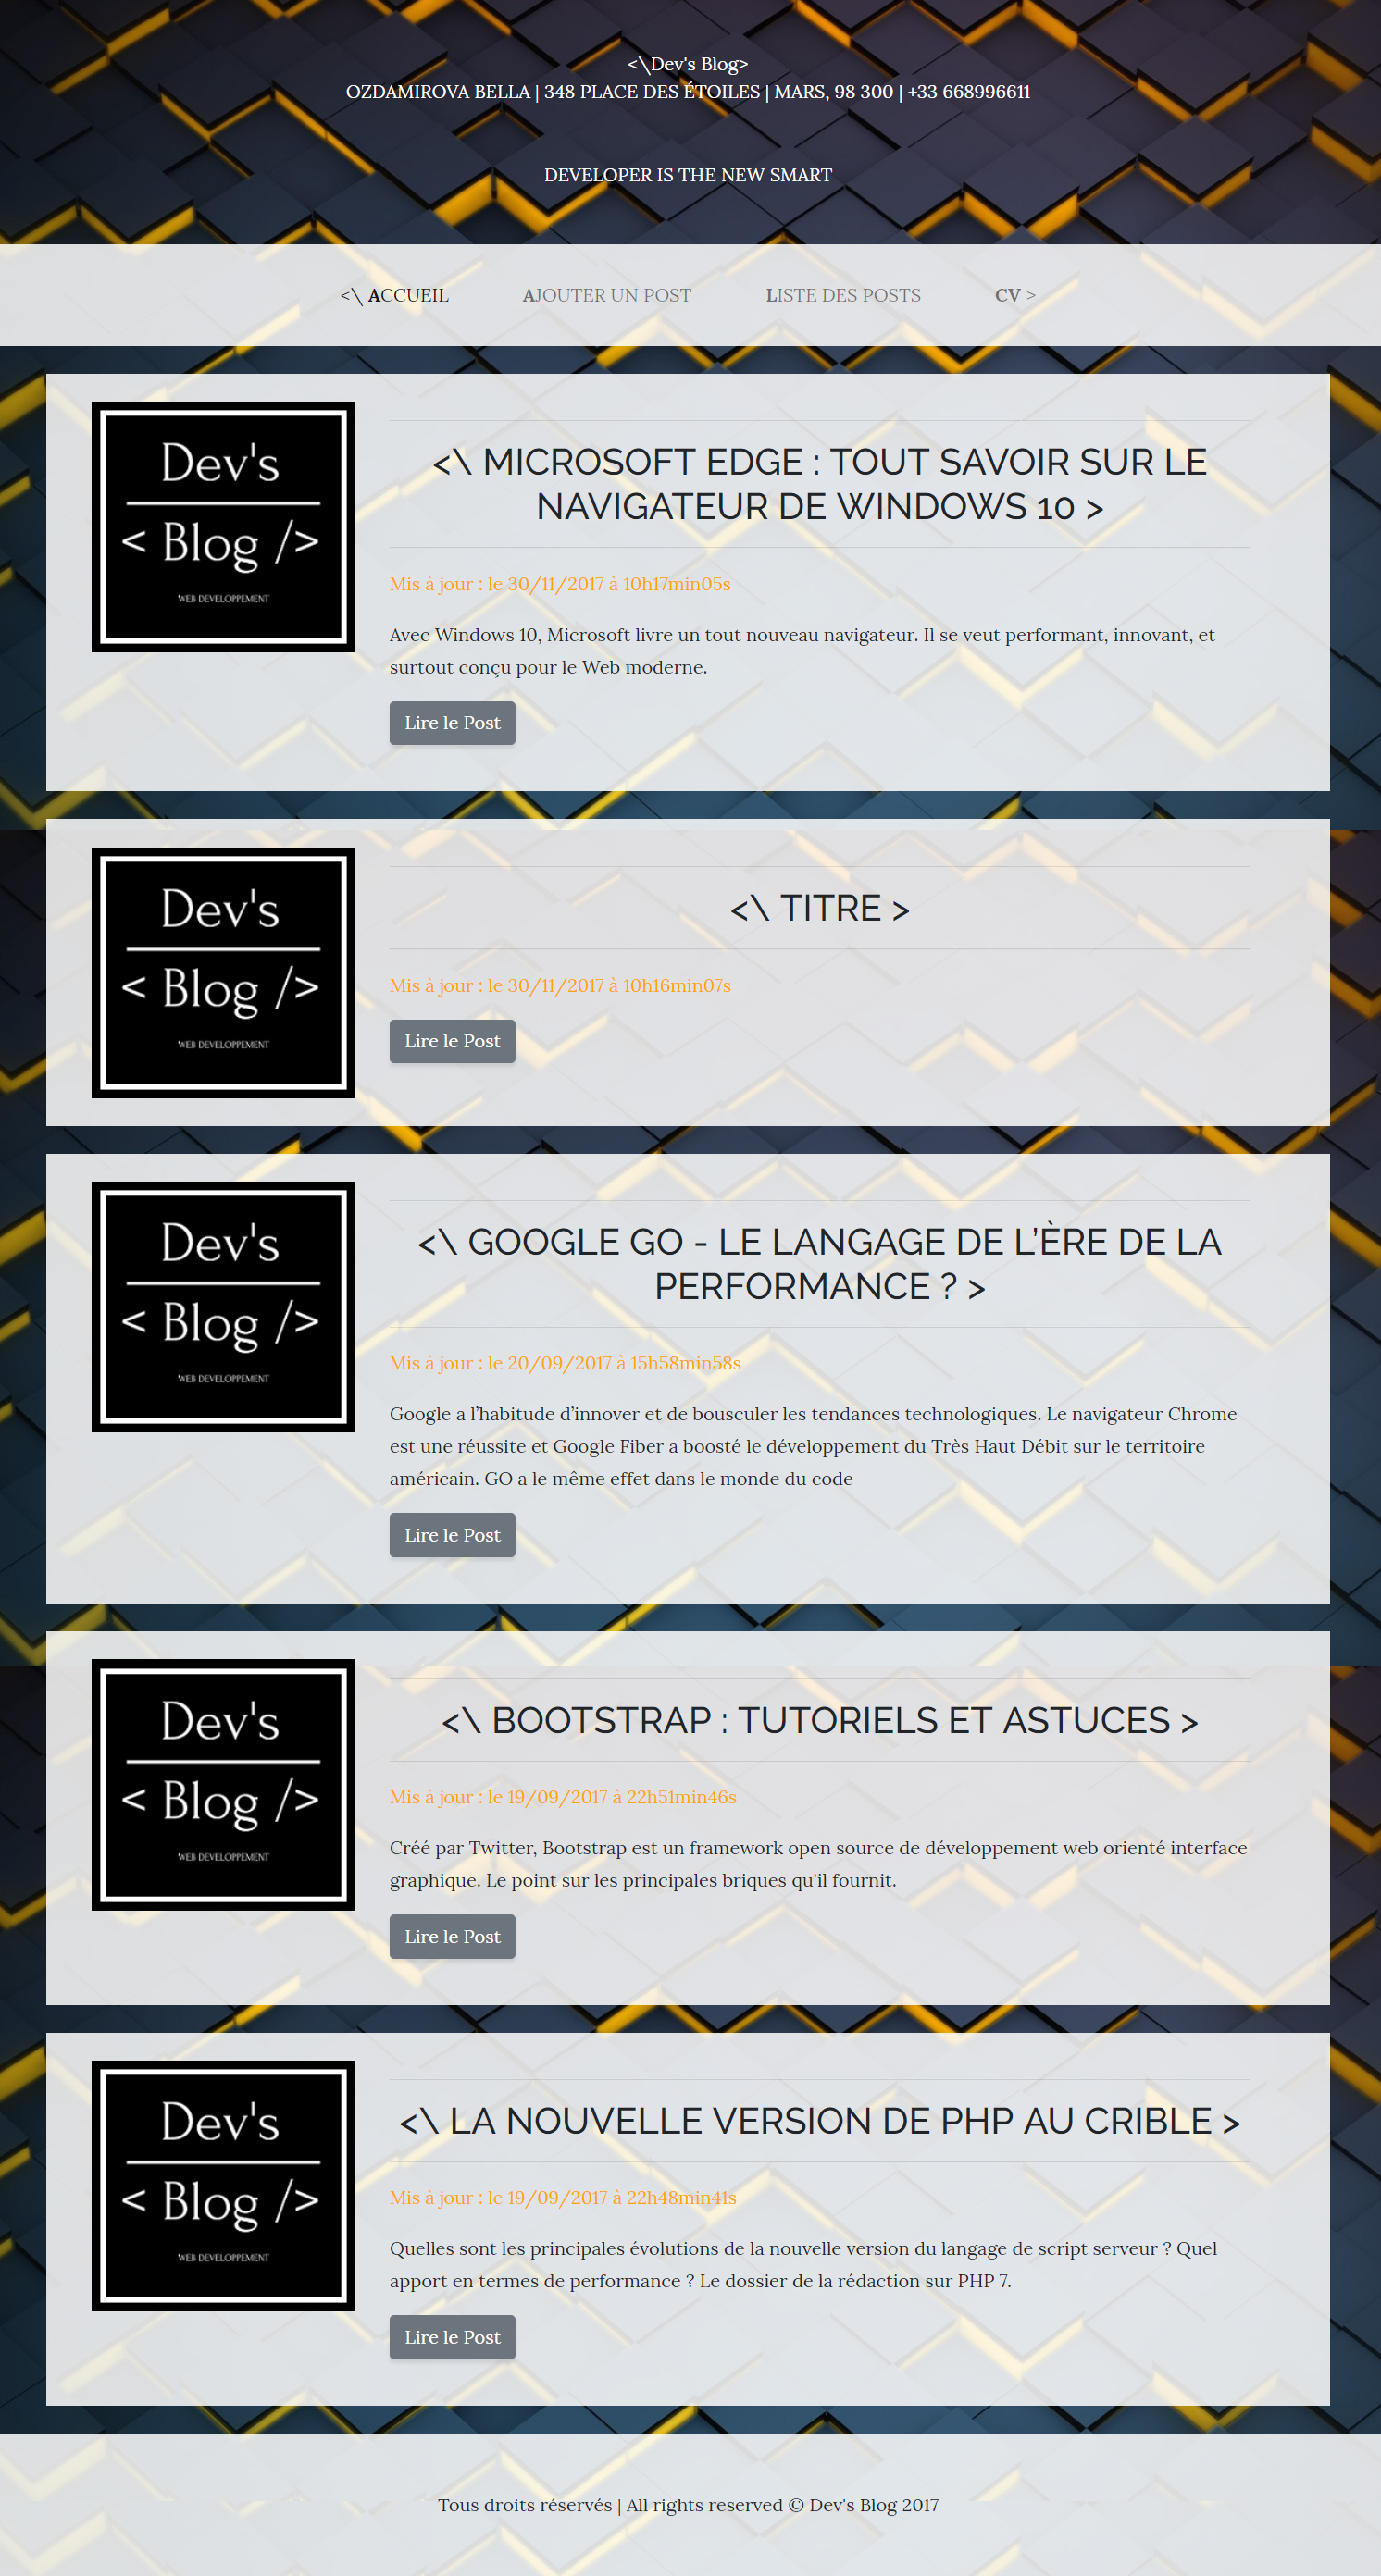 <\Dev's Blog>
OZDAMIROVA BELLA | 348 PLACE DES ÉTOILES | MARS, 98 300 | +33 668996611
DEVELOPER IS THE NEW SMART
<\ ACCUEIL
AJOUTER UN POST
LISTE DES POSTS
CV >
Dev's
< Blog />
WEB DEVELOPPEMENT
<\ MICROSOFT EDGE : TOUT SAVOIR SUR LE
NAVIGATEUR DE WINDOWS 10 >
Mis à jour : le 30/11/2017 à 10h17min05s
Avec Windows 10, Microsoft livre un tout nouveau navigateur. Il se veut performant, innovant, et
surtout conçu pour le Web moderne.
Lire le Post
Dev's
< Blog />
WEB DEVELOPPEMENT
<\ TITRE >
Mis à jour : le 30/11/2017 à 10h16min07s
Lire le Post
Dev's
< Blog />
WEB DEVELOPPEMENT
<\ GOOGLE GO - LE LANGAGE DE L’ÈRE DE LA
PERFORMANCE ? >
Mis à jour : le 20/09/2017 à 15h58min58s
Google a l’habitude d’innover et de bousculer les tendances technologiques. Le navigateur Chrome
est une réussite et Google Fiber a boosté le développement du Très Haut Débit sur le territoire
américain. GO a le même effet dans le monde du code
Lire le Post
Dev's
< Blog />
WEB DEVELOPPEMENT
<\ BOOTSTRAP : TUTORIELS ET ASTUCES >
Mis à jour : le 19/09/2017 à 22h51min46s
Créé par Twitter, Bootstrap est un framework open source de développement web orienté interface
graphique. Le point sur les principales briques qu'il fournit.
Lire le Post
Dev's
< Blog />
WEB DEVELOPPEMENT
<\ LA NOUVELLE VERSION DE PHP AU CRIBLE >
Mis à jour : le 19/09/2017 à 22h48min41s
Quelles sont les principales évolutions de la nouvelle version du langage de script serveur ? Quel
apport en termes de performance ? Le dossier de la rédaction sur PHP 7.
Lire le Post
Tous droits réservés | All rights reserved © Dev's Blog 2017